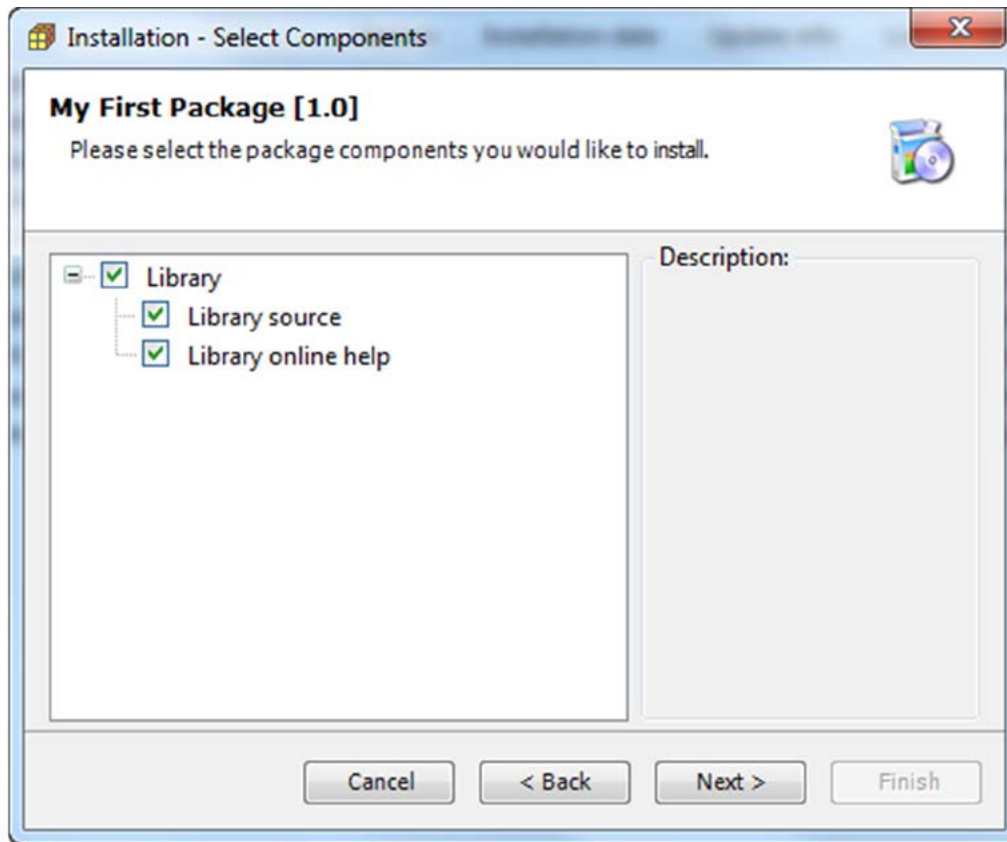 Installation - Select Components
My First Package [1.0]
Please select the package components you would like to install.
Library
Library source
Library online help
Description:
Cancel
< Back
Next >
Finish